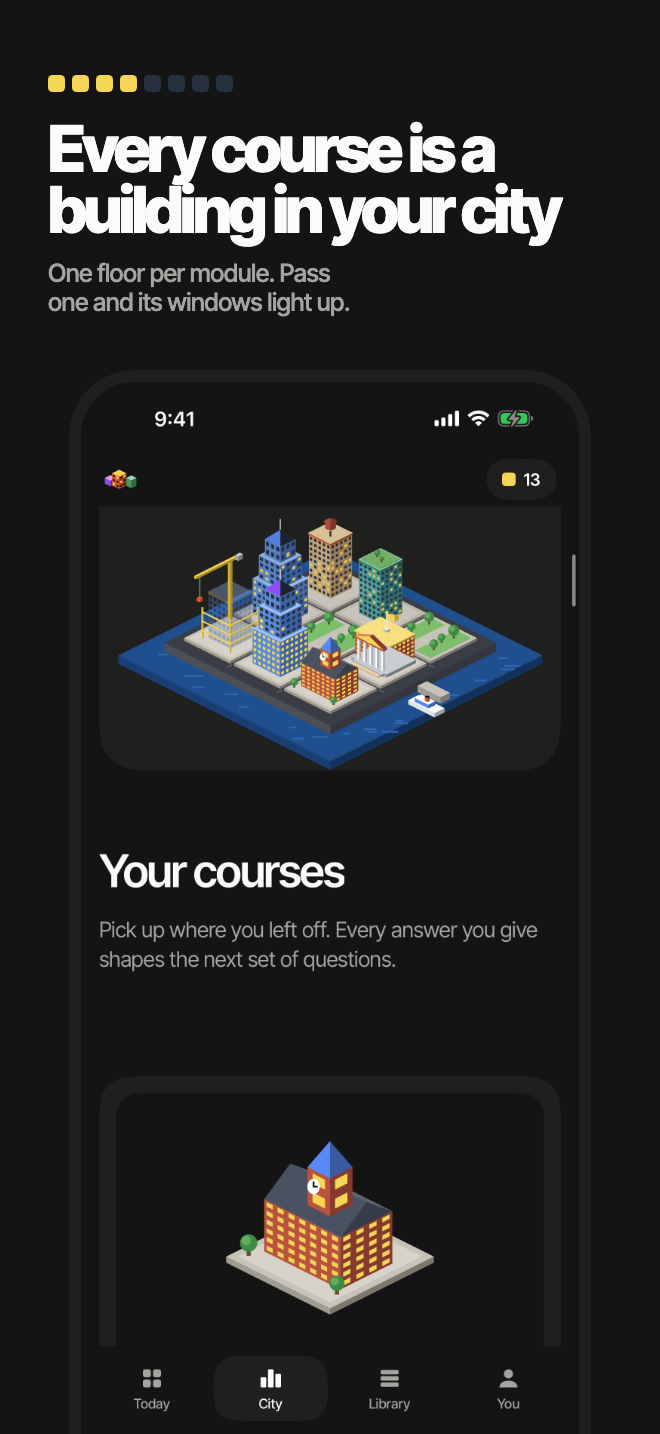 Every course is a
building in your city
One floor per module. Pass
one and its windows light up.
9:41
13
Your courses
Pick up where you left off. Every answer you give
shapes the next set of questions.
Today
City
Library
You